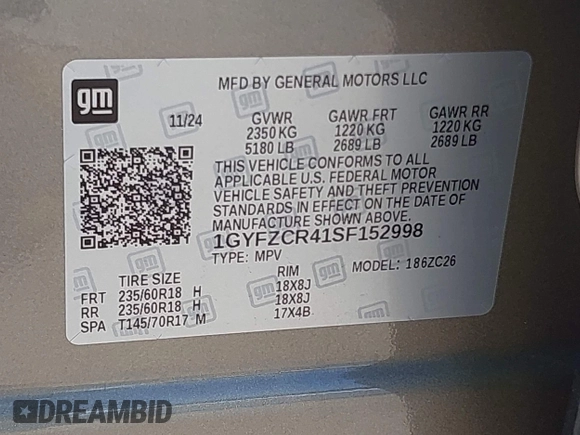 gm
MFD BY GENERAL MOTORS LLC
11/24 GVWR GAWR FRT GAWR RR
2350 KG 1220 KG 1220 KG
5180 LB 2689 LB 2689 LB
THIS VEHICLE CONFORMS TO ALL
APPLICABLE U.S. FEDERAL MOTOR
VEHICLE SAFETY AND THEFT PREVENTION
STANDARDS IN EFFECT ON THE DATE OF
MANUFACTURE SHOWN ABOVE.
1GYFZCR41SF152998
TYPE: MPV MODEL: 186ZC26
TIRE SIZE RIM
FRT 235/60R18 H 18X8J
RR 235/60R18 H 18X8J
SPA T145/70R17 M 17X4B
DREAMBID